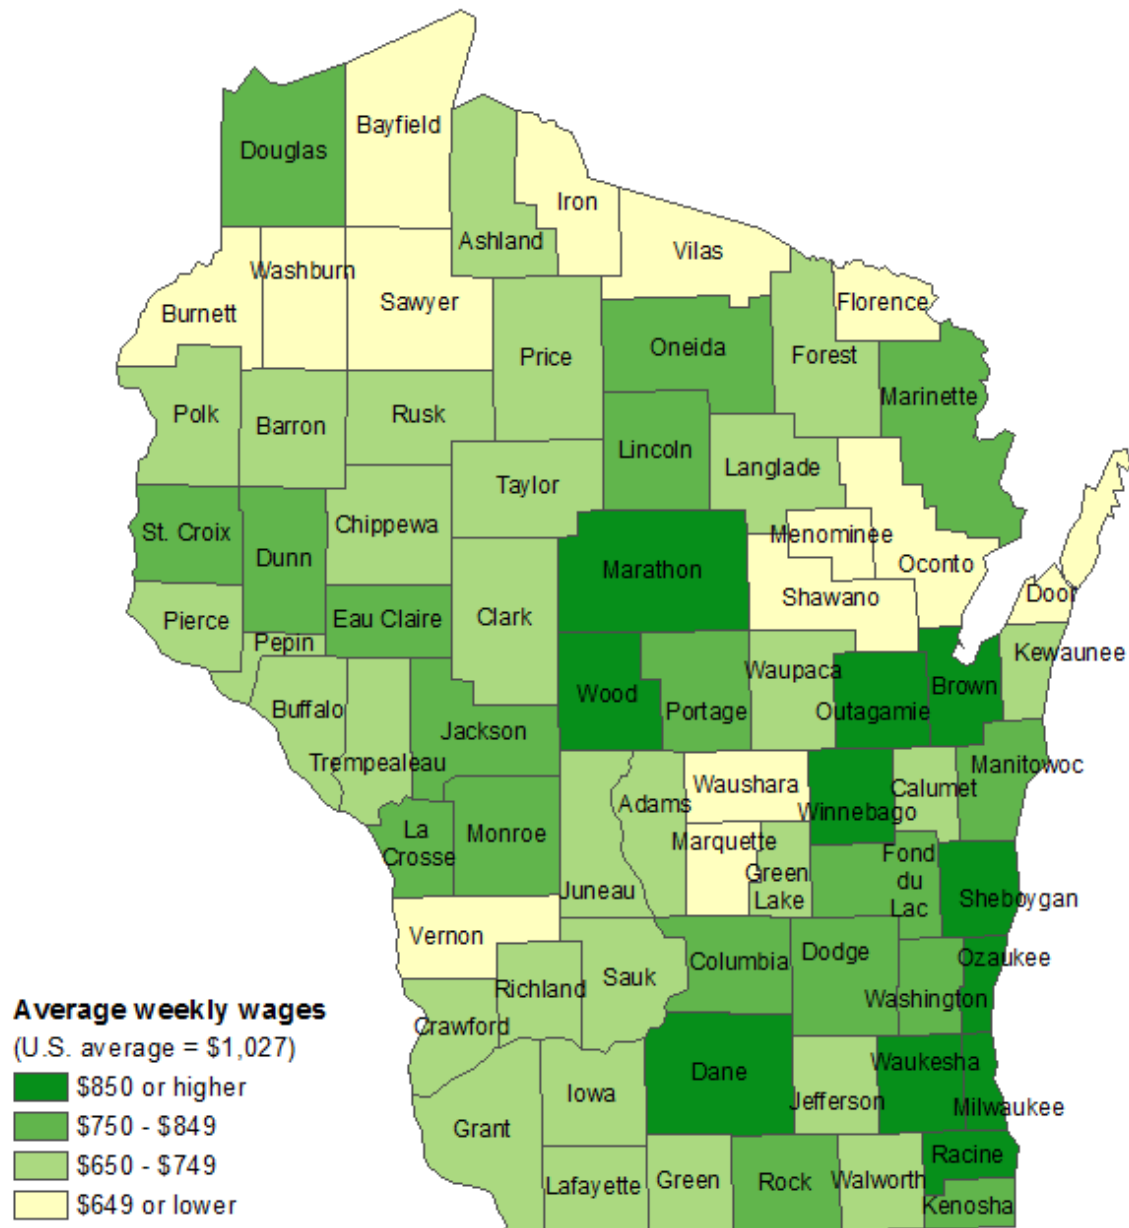 Bayfield
Douglas
Iron
Ashland
Vilas
Washburn
Sawyer
Florence
Burnett
Oneida
Price
Forest
Marinette
Polk
Rusk
Barron
Lincoln
Langlade
Taylor
Chippewa
St. Croix
Menominee
Dunn
Oconto
Marathon
Door
Shawano
Clark
Eau Claire
Pierce
Pepin
Kewaunee
Waupaca
Brown
Wood
Buffalo
Portage
Outagamie
Jackson
Trempealeau
Manitowoc
Waushara
Calumet
Adams
Winnebago
La
Crosse
Monroe
Marquette
Fond
du
Lac
Green
Lake
Juneau
Sheboygan
Vernon
Dodge
Ozaukee
Columbia
Sauk
Richland
Washington
Crawford
Average weekly wages
(U.S. average = $1,027)
$850 or higher
$750 - $849
$650 - $749
$649 or lower
Waukesha
Dane
Iowa
Jefferson
Milwaukee
Grant
Racine
Lafayette
Green
Rock
Walworth
Kenosha